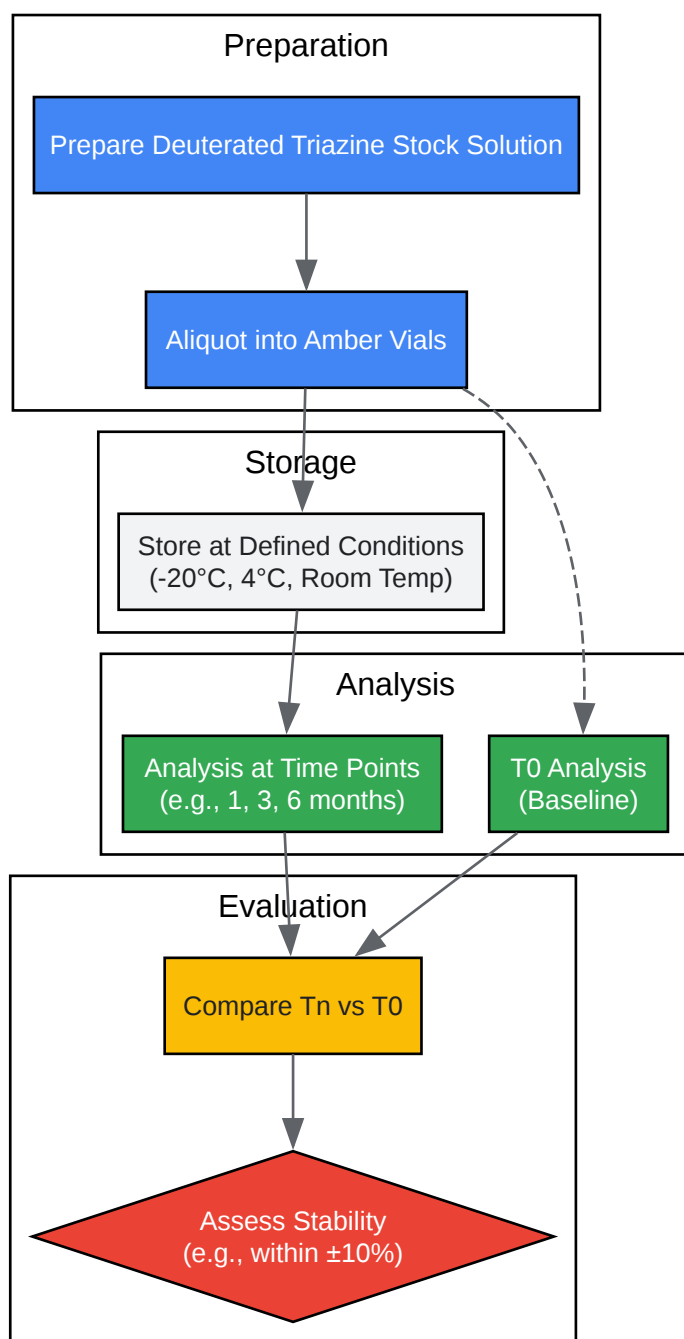 Preparation
Prepare Deuterated Triazine Stock Solution
Aliquot into Amber Vials
Storage
Store at Defined Conditions
(-20°C, 4°C, Room Temp)
Analysis
Analysis at Time Points
(e.g., 1, 3, 6 months)
T0 Analysis
(Baseline)
Evaluation
Compare Tn vs T0
Assess Stability
(e.g., within ±10%)